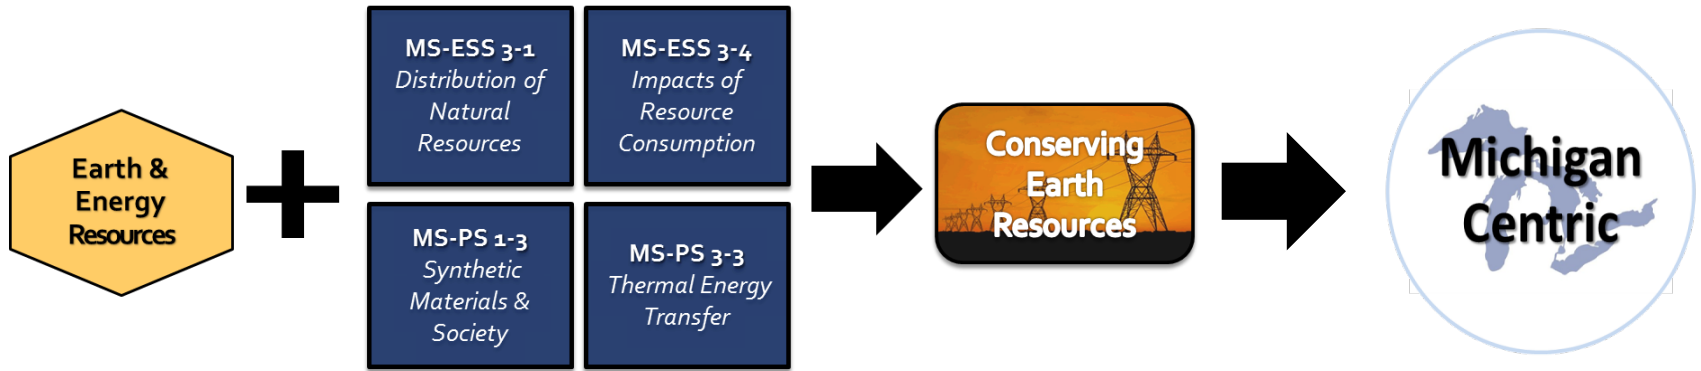 Earth &
Energy
Resources
MS-ESS 3-1
Distribution of
Natural
Resources
MS-ESS 3-4
Impacts of
Resource
Consumption
MS-PS 1-3
Synthetic
Materials &
Society
MS-PS 3-3
Thermal Energy
Transfer
Conserving
Earth
Resources
Michigan
Centric